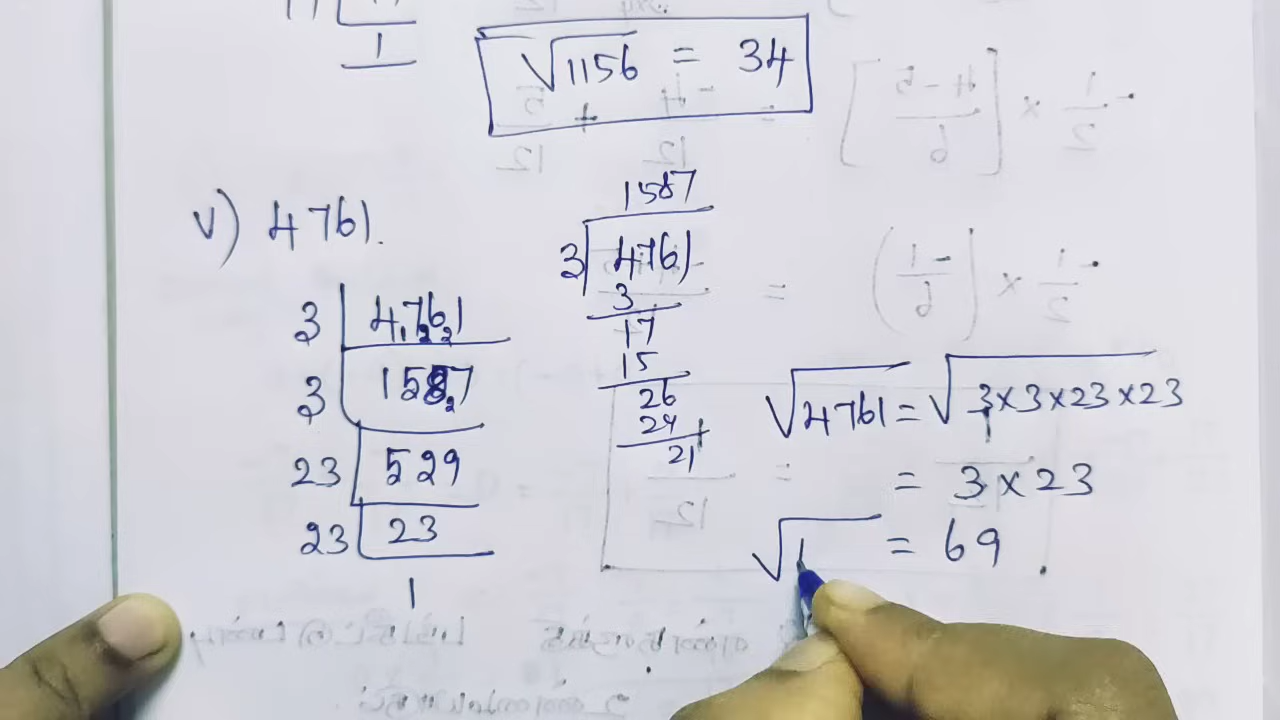 1
√1156 = 34
v) 4761.
3 | 4761
3 | 1587
23 | 529
23 | 23
1
1587
3 | 4761
3
17
15
26
24
21
√4761 = √3×3×23×23
= 3×23
√ = 69